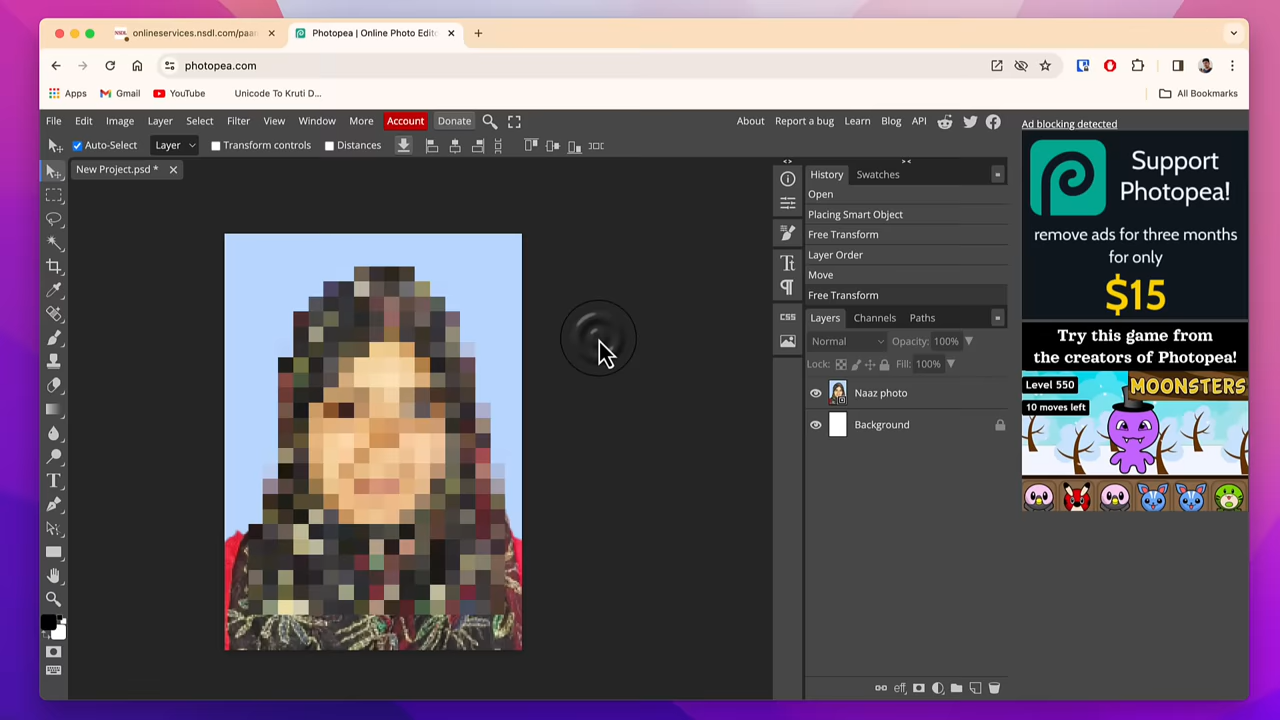 onlineservices.nsdl.com/paa
Photopea | Online Photo Edit
photopea.com
Apps
Gmail
YouTube
Unicode To Kruti D...
All Bookmarks
File Edit Image Layer Select Filter View Window More Account Donate
About Report a bug Learn Blog API
Auto-Select Layer Transform controls Distances
New Project.psd *
History Swatches
Open
Placing Smart Object
Free Transform
Layer Order
Move
Free Transform
Layers Channels Paths
Normal Opacity: 100%
Lock: Fill: 100%
Naaz photo
Background
CSS
eff
Ad blocking detected
Support
Photopea!
remove ads for three months
for only
$15
Try this game from
the creators of Photopea!
Level 550
MOONSTERS
10 moves left